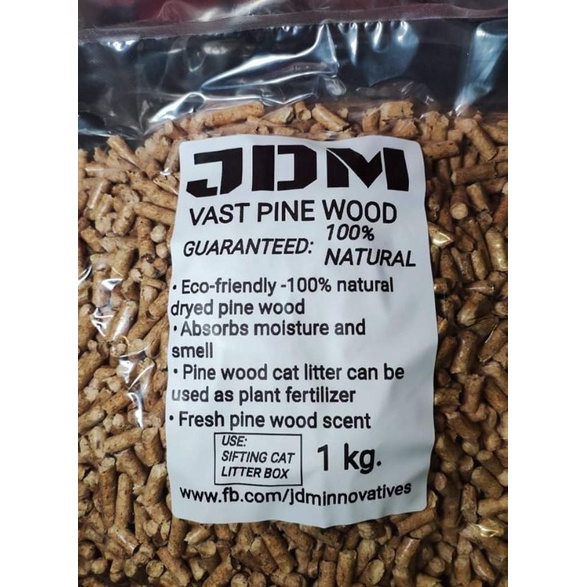 JDM
VAST PINE WOOD
GUARANTEED: 100%
NATURAL
• Eco-friendly -100% natural
dryed pine wood
• Absorbs moisture and
smell
• Pine wood cat litter can be
used as plant fertilizer
• Fresh pine wood scent
USE:
SIFTING CAT
LITTER BOX
1 kg.
www.fb.com/jdminnovatives